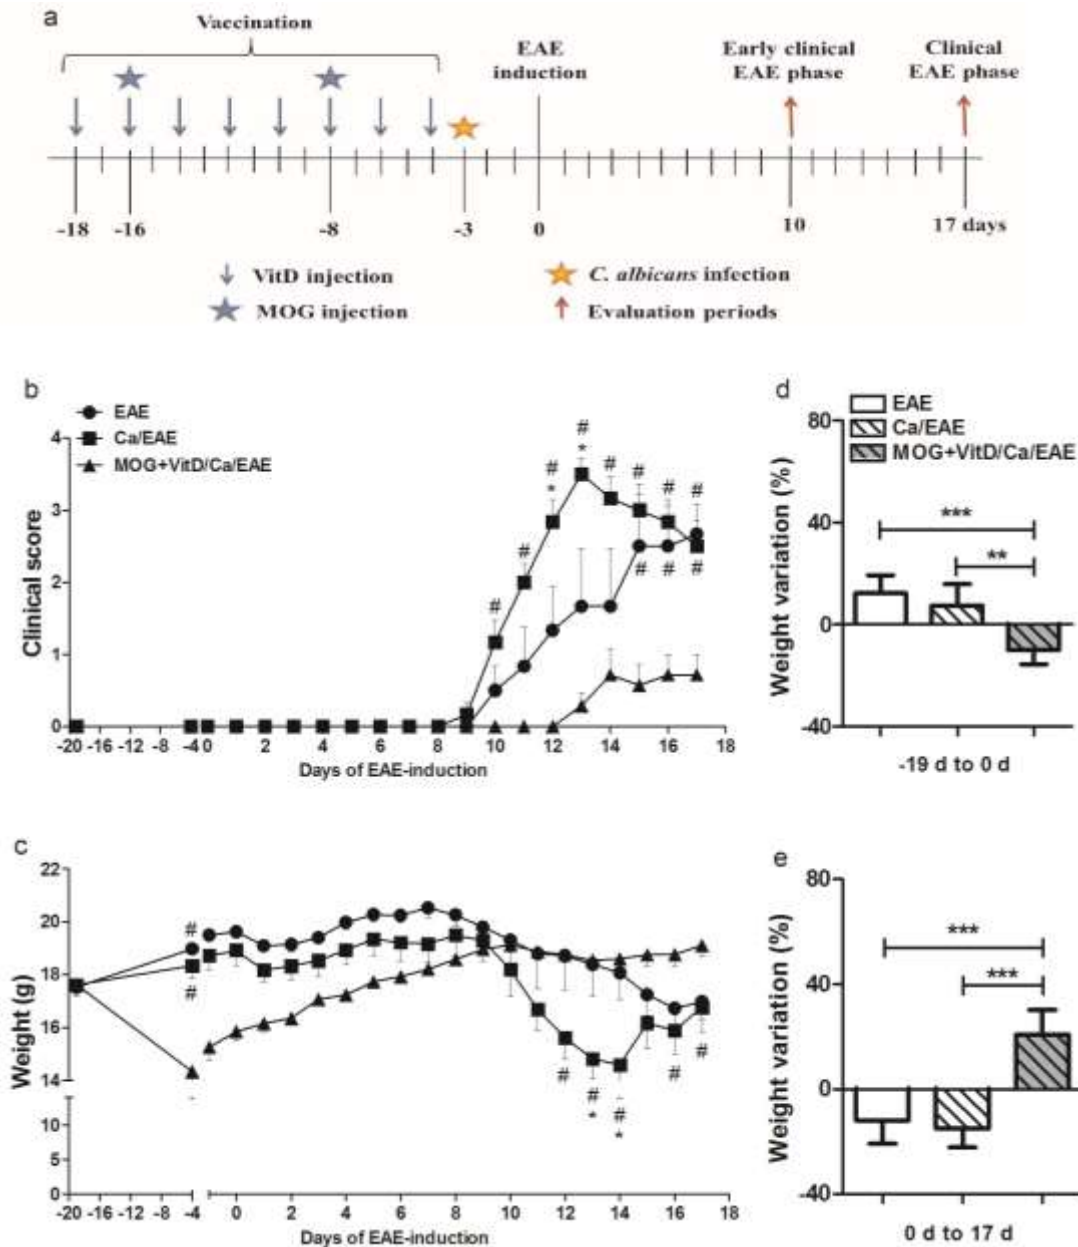 a
Vaccination
EAE
induction
Early clinical
EAE phase
Clinical
EAE phase
-18 -16 -8 -3 0 10 17 days
VitD injection
C. albicans infection
MOG injection
Evaluation periods
b
EAE
Ca/EAE
MOG+VitD/Ca/EAE
Clinical score
4
3
2
1
0
# # # # # # # #
* *
# # #
-20 -16 -12 -8 -4 0 2 4 6 8 10 12 14 16 18
Days of EAE-induction
d
EAE
Ca/EAE
MOG+VitD/Ca/EAE
Weight variation (%)
80
40
0
-40
***
**
-19 d to 0 d
c
Weight (g)
22
20
18
16
14
10
5
0
#
#
# # # # #
* *
-20 -16 -12 -8 -4 0 2 4 6 8 10 12 14 16 18
Days of EAE-induction
e
Weight variation (%)
80
40
0
-40
***
***
0 d to 17 d